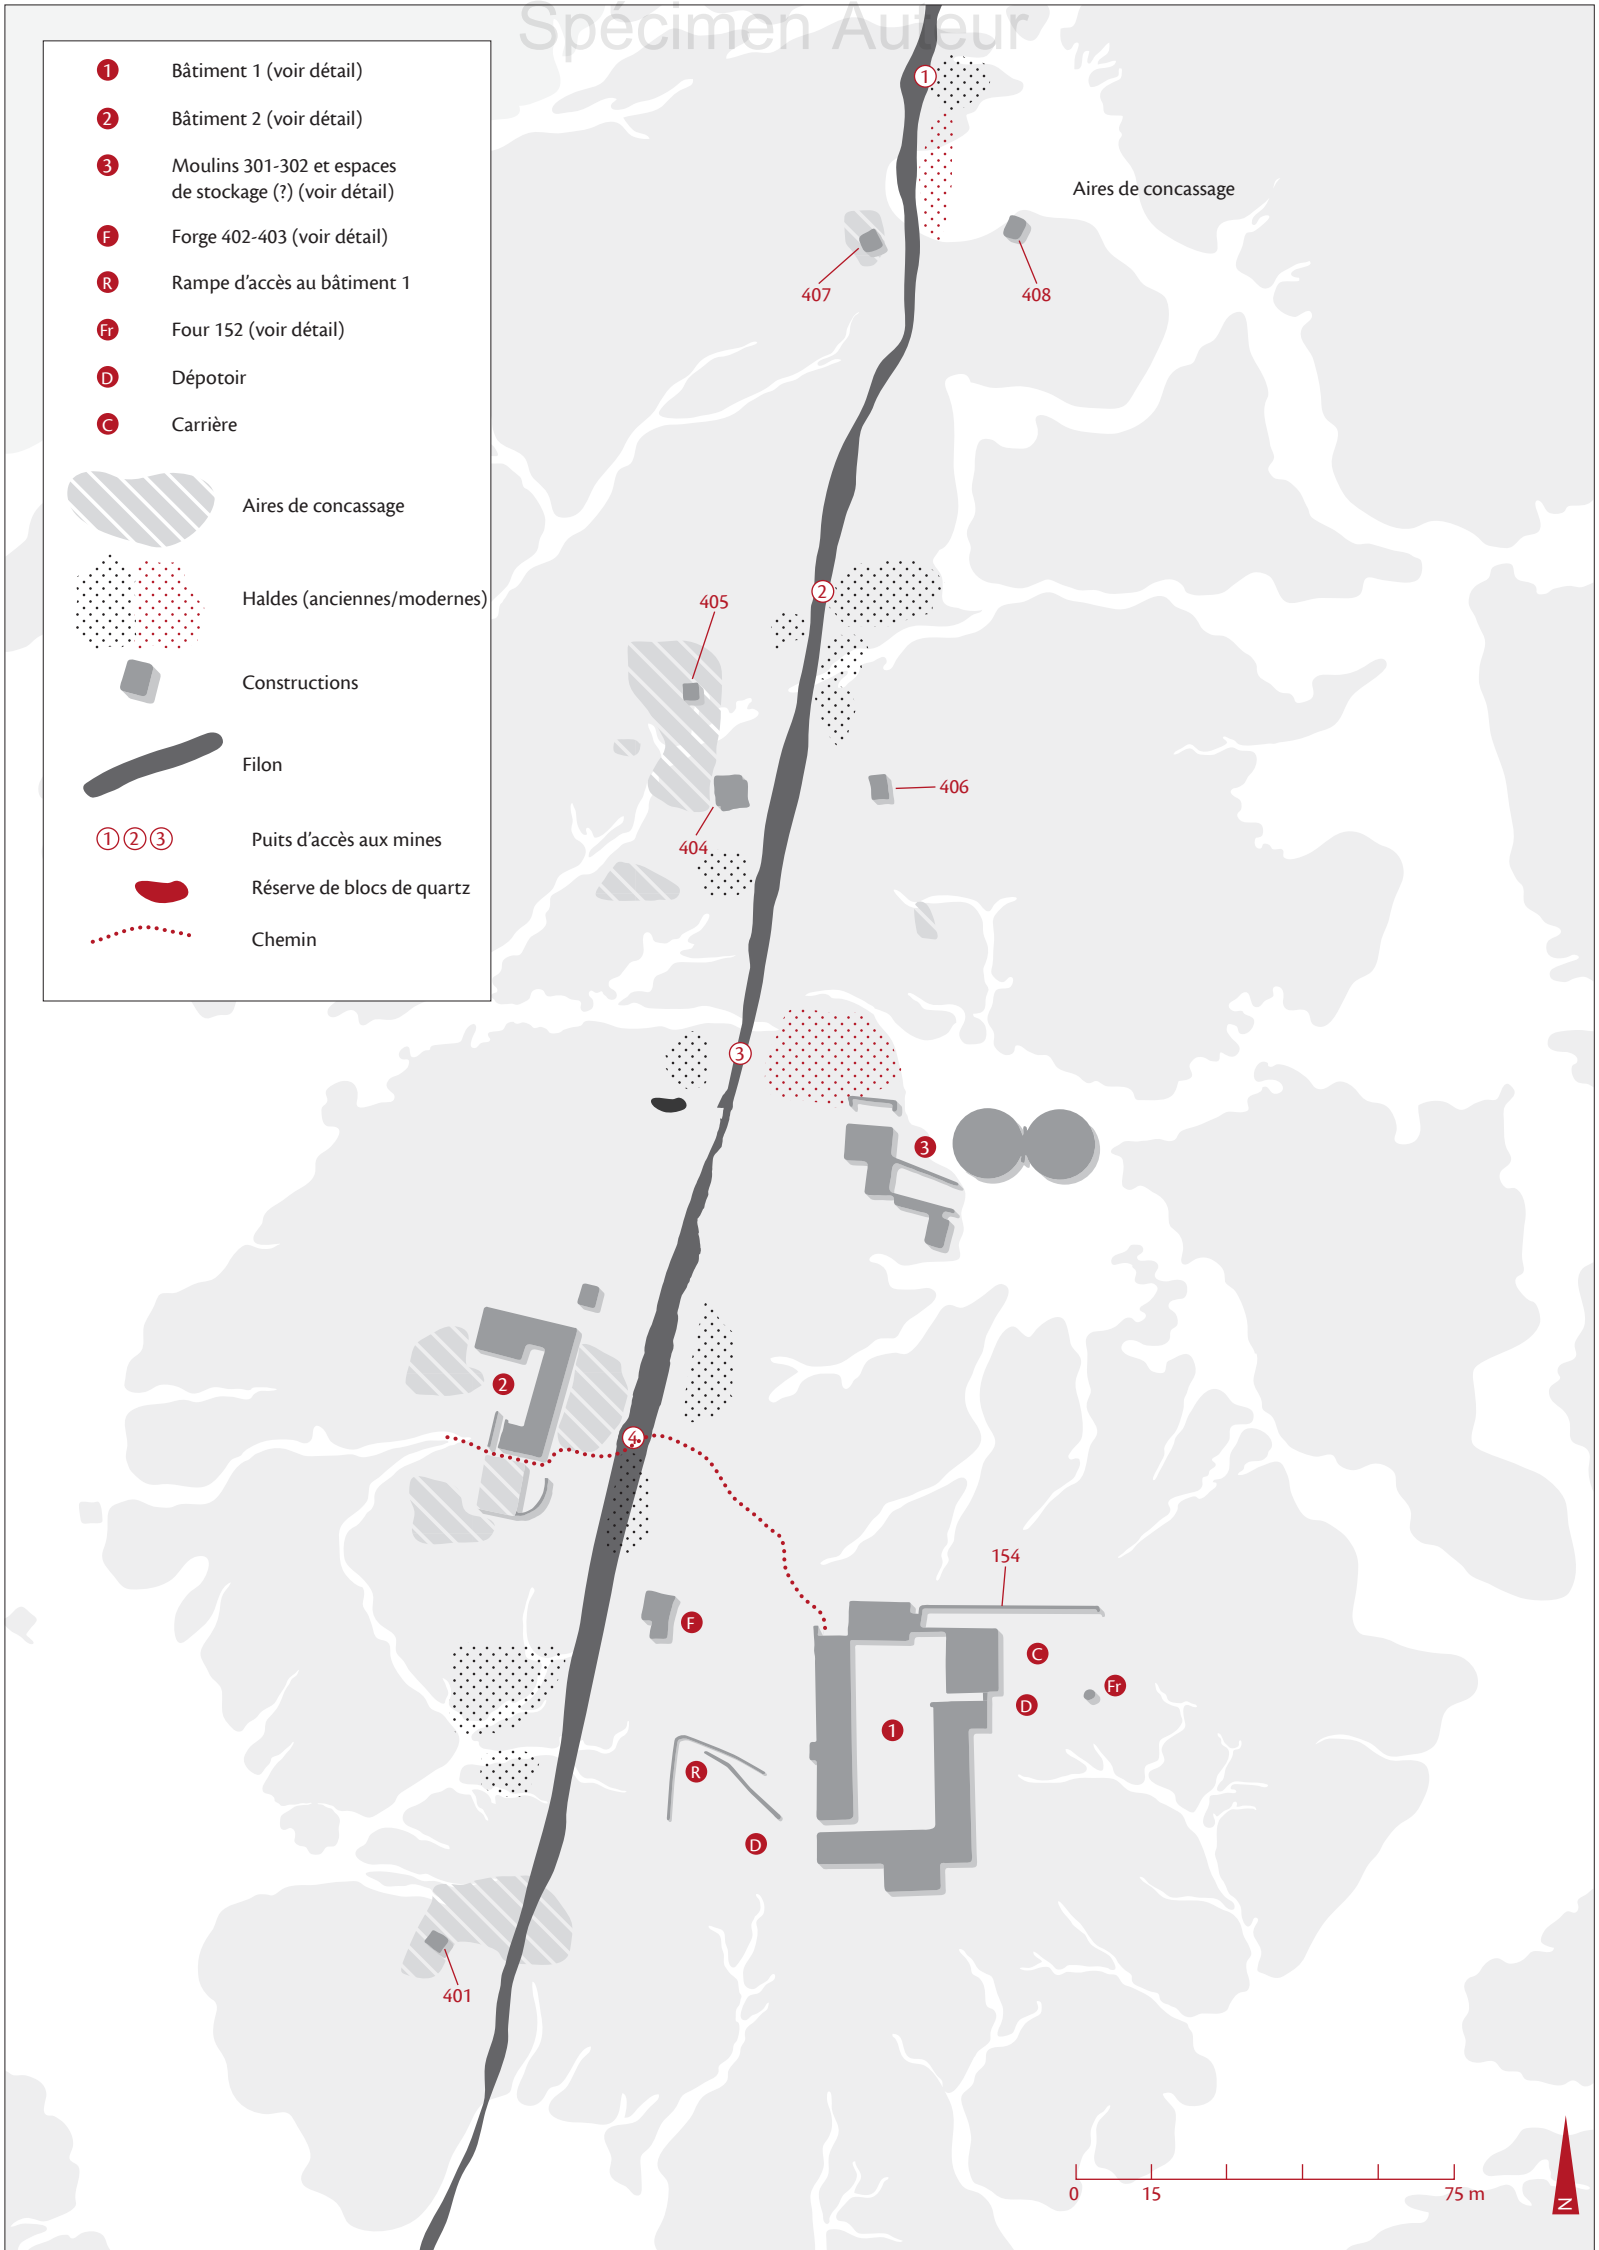 Spécimen Auteur
1 Bâtiment 1 (voir détail)
2 Bâtiment 2 (voir détail)
3 Moulins 301-302 et espaces
de stockage (?) (voir détail)
F Forge 402-403 (voir détail)
R Rampe d’accès au bâtiment 1
Fr Four 152 (voir détail)
D Dépotoir
C Carrière
Aires de concassage
Haldes (anciennes/modernes)
Constructions
Filon
1 2 3 Puits d’accès aux mines
Réserve de blocs de quartz
Chemin
1
Aires de concassage
407
408
2
405
406
404
3
3
2
4
154
F
C
Fr
D
1
R
D
401
0 15 75 m
N